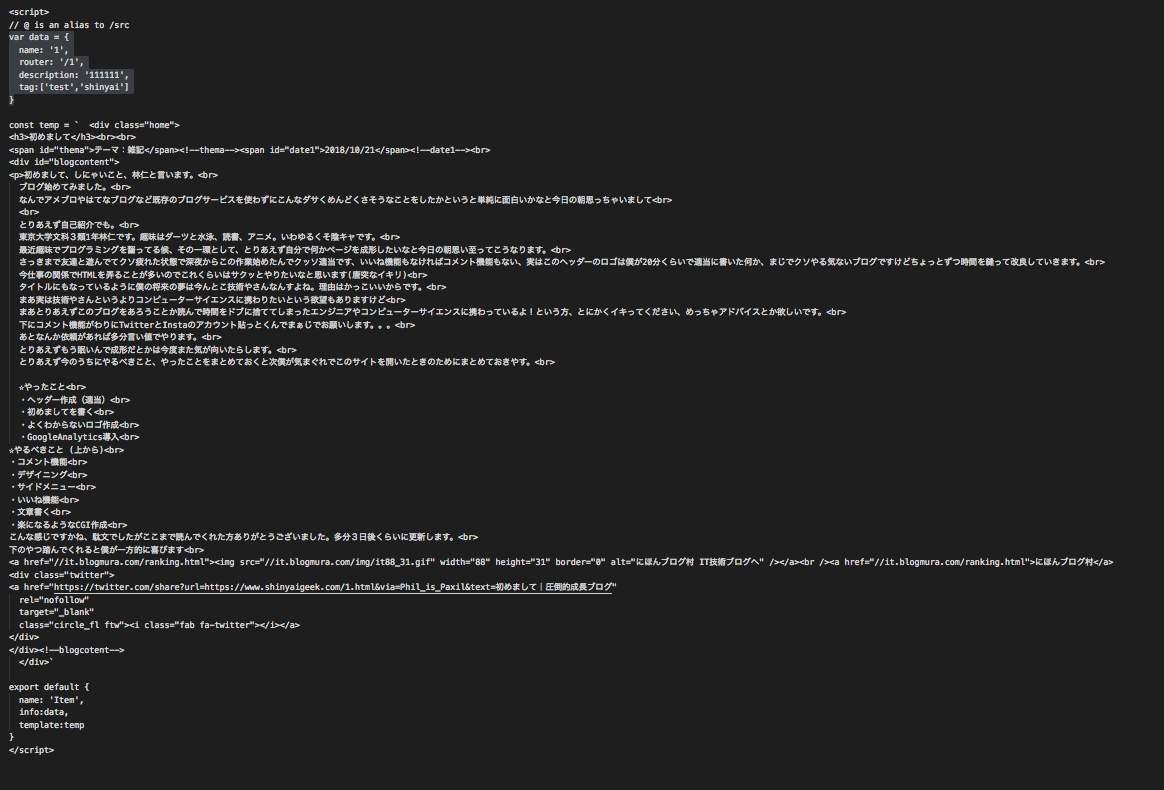 <script>
// @ is an alias to /src
var data = {
name: '1',
router: '/1',
description: '111111',
tag:['test','shinyai']
}
const temp = `  <div class="home">
<h3>初めまして</h3><br><br>
<span id="thema">テーマ：雑記</span><!--thema--><span id="date1">2018/10/21</span><!--date1--><br>
<div id="blogcontent">
<p>初めまして、しにゃいこと、林仁と言います。<br>
ブログ始めてみました。<br>
なんでアメブロやはてなブログなど既存のブログサービスを使わずにこんなダサくめんどくさそうなことをしたかというと単純に面白いかなと今日の朝思っちゃいまして<br>
<br>
とりあえず自己紹介でも。<br>
東京大学文科３類1年林仁です。趣味はダーツと水泳、読書、アニメ。いわゆるくそ陰キャです。<br>
最近趣味でプログラミングを齧ってる候、その一環として、とりあえず自分で何かページを成形したいなと今日の朝思い至ってこうなります。<br>
さっきまで友達と遊んでてクソ疲れた状態で深夜からこの作業始めたんでクッソ適当です、いいね機能もなければコメント機能もない、実はこのヘッダーのロゴは僕が20分くらいで適当に書いた何か、まじでクソやる気ないブログですけどちょっとずつ時間を縫って改良していきます。<br>
今仕事の関係でHTMLを弄ることが多いのでこれくらいはサクッとやりたいなと思います(唐突なイキリ)<br>
タイトルにもなっているように僕の将来の夢は今んとこ技術やさんなんすよね。理由はかっこいいからです。<br>
まあ実は技術やさんというよりコンピューターサイエンスに携わりたいという欲望もありますけど<br>
まあとりあえずこのブログをあろうことか読んで時間をドブに捨ててしまったエンジニアやコンピューターサイエンスに携わっているよ！という方、とにかくイキってください、めっちゃアドバイスとか欲しいです。<br>
下にコメント機能がわりにTwitterとInstaのアカウント貼っとくんでまぁじでお願いします。。。<br>
あとなんか依頼があれば多分言い値でやります。<br>
とりあえずもう眠いんで成形だとかは今度また気が向いたらします。<br>
とりあえず今のうちにやるべきこと、やったことをまとめておくと次僕が気まぐれでこのサイトを開いたときのためにまとめておきやす。<br>
☆やったこと<br>
・ヘッダー作成（適当）<br>
・初めましてを書く<br>
・よくわからないロゴ作成<br>
・GoogleAnalytics導入<br>
☆やるべきこと（上から)<br>
・コメント機能<br>
・デザイニング<br>
・サイドメニュー<br>
・いいね機能<br>
・文章書く<br>
・楽になるようなCGI作成<br>
こんな感じですかね、駄文でしたがここまで読んでくれた方ありがとうございました。多分３日後くらいに更新します。<br>
下のやつ踏んでくれると僕が一方的に喜びます<br>
<a href="//it.blogmura.com/ranking.html"><img src="//it.blogmura.com/img/it88_31.gif" width="88" height="31" border="0" alt="にほんブログ村 IT技術ブログへ" /></a><br /><a href="//it.blogmura.com/ranking.html">にほんブログ村</a>
<div class="twitter">
<a href="https://twitter.com/share?url=https://www.shinyaigeek.com/1.html&via=Phil_is_Paxil&text=初めまして｜圧倒的成長ブログ"
rel="nofollow"
target="_blank"
class="circle_fl ftw"><i class="fab fa-twitter"></i></a>
</div>
</div><!--blogcotent-->
</div>`
export default {
name: 'Item',
info:data,
template:temp
}
</script>